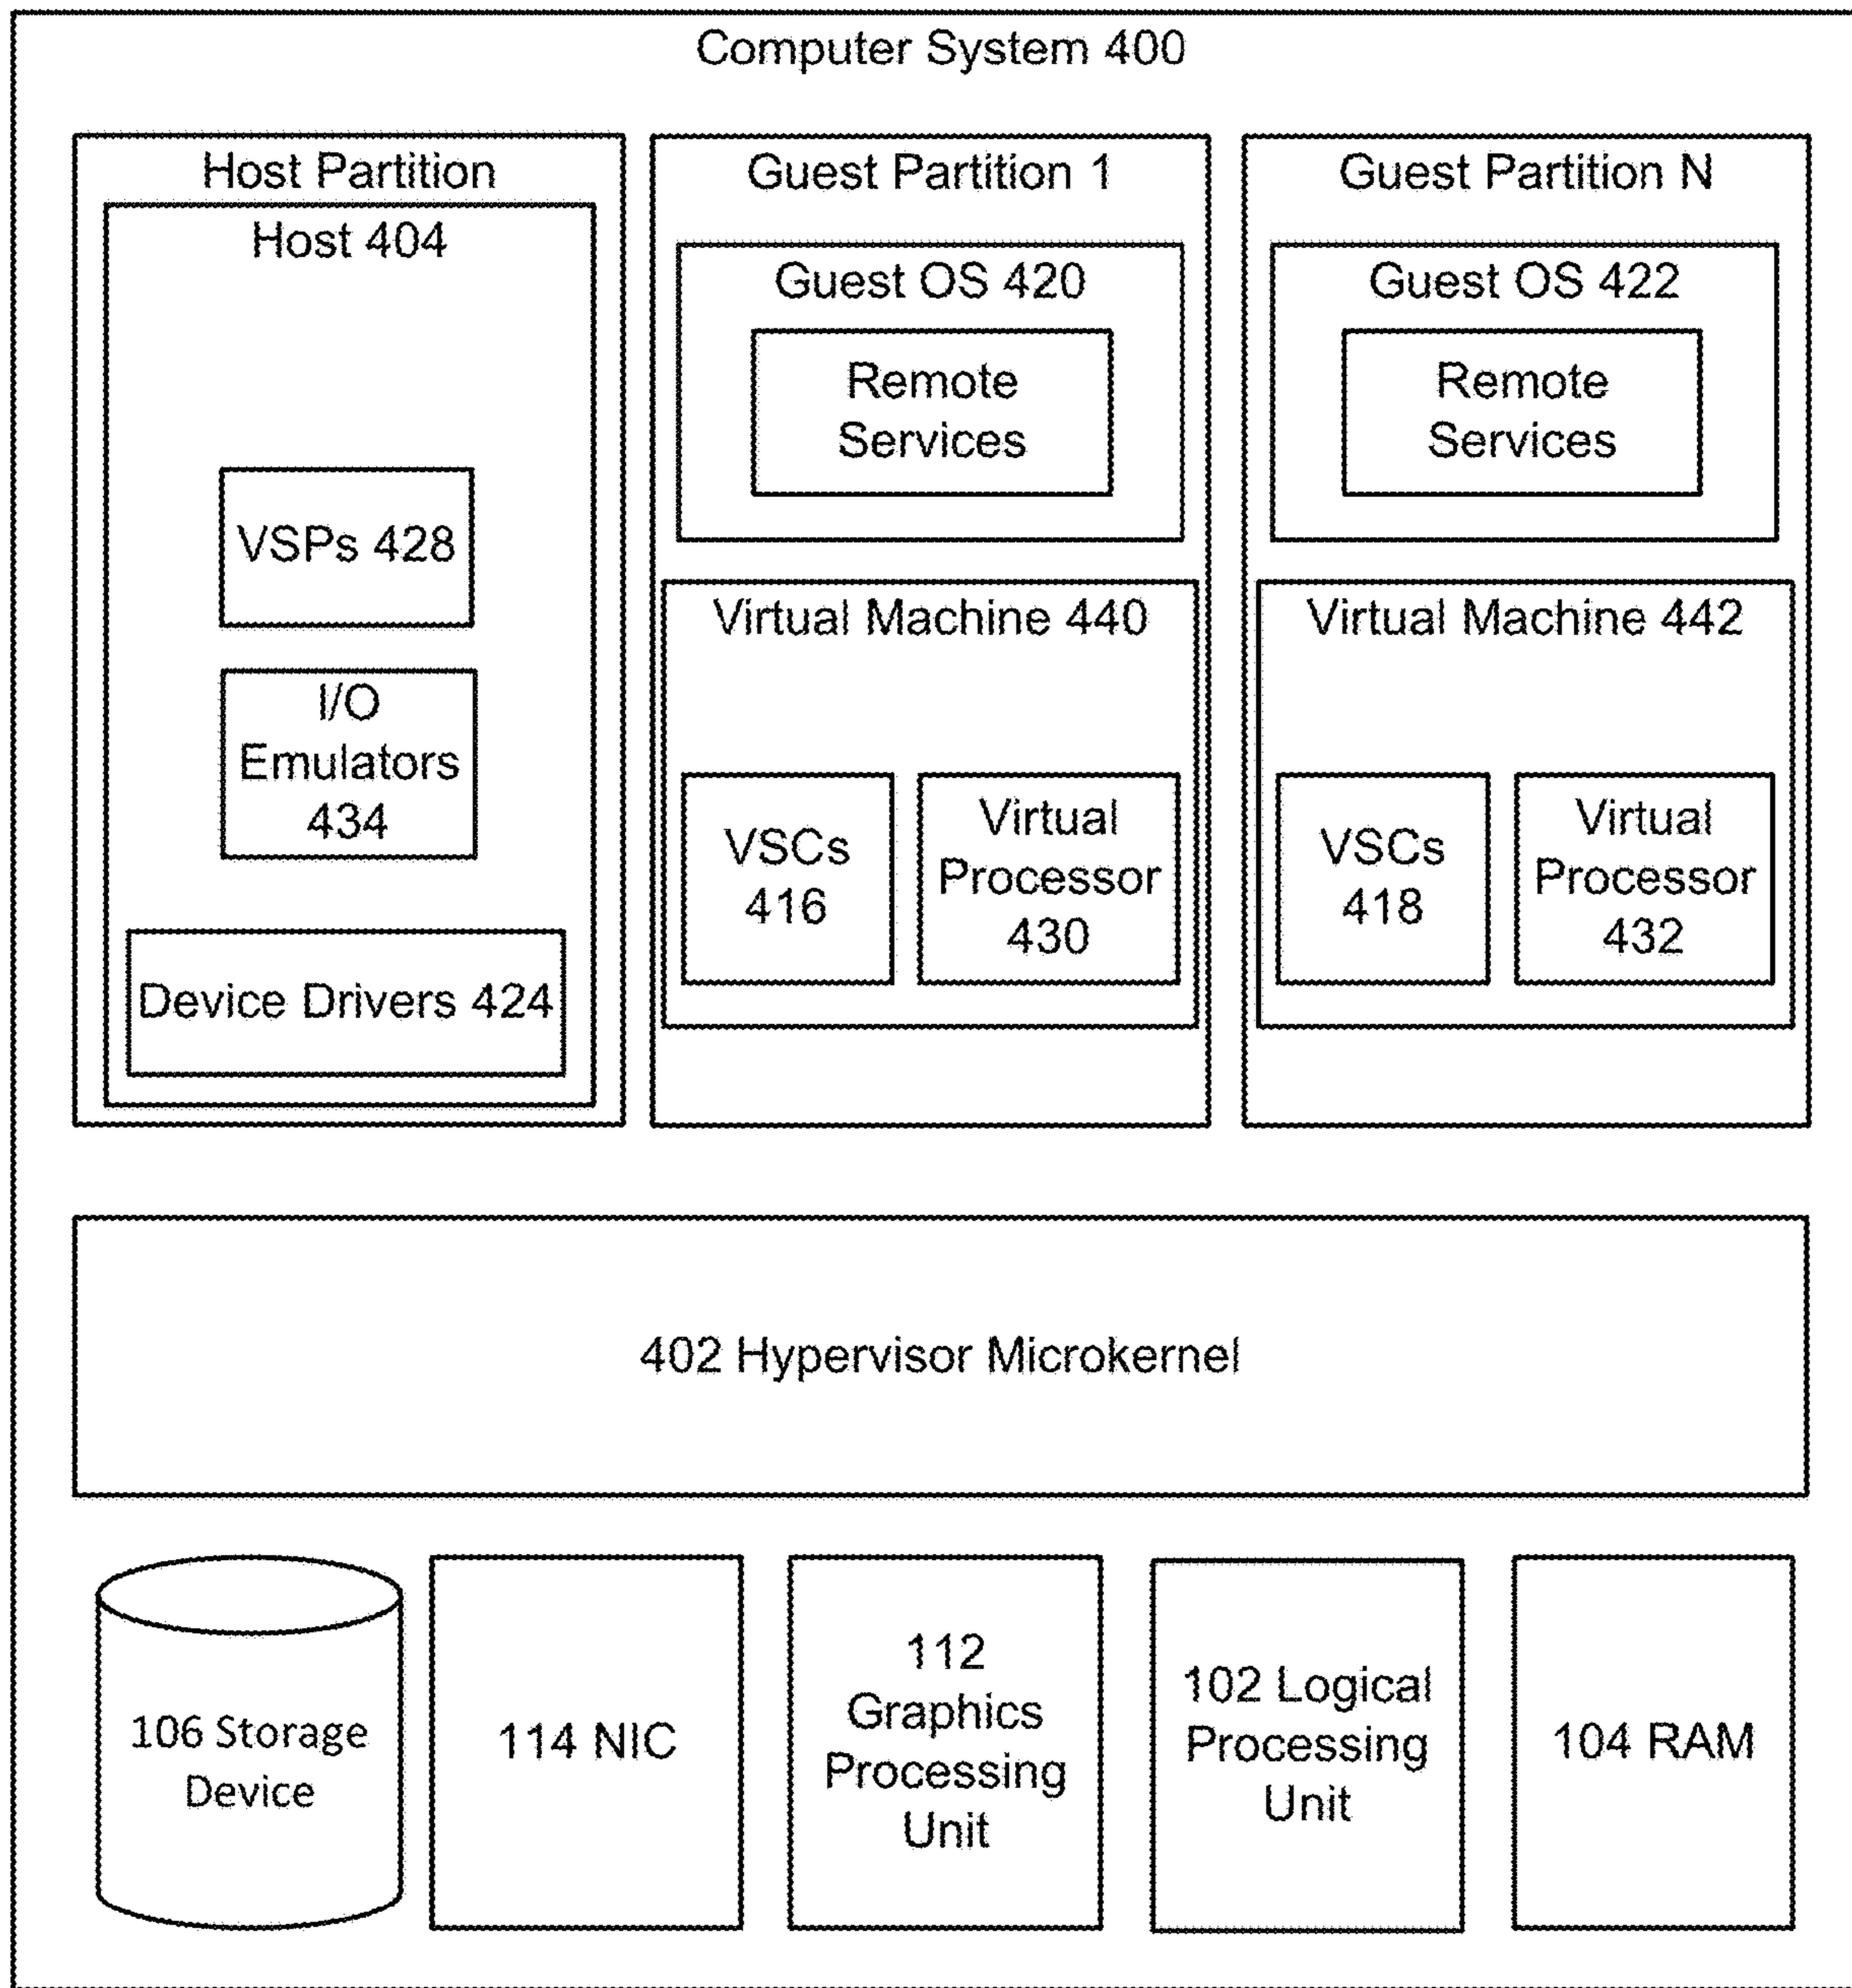 Computer System 400
Host Partition
Host 404
VSPs 428
I/O
Emulators
434
Device Drivers 424
Guest Partition 1
Guest OS 420
Remote
Services
Virtual Machine 440
VSCs
416
Virtual
Processor
430
Guest Partition N
Guest OS 422
Remote
Services
Virtual Machine 442
VSCs
418
Virtual
Processor
432
402 Hypervisor Microkernel
106 Storage
Device
114 NIC
112
Graphics
Processing
Unit
102 Logical
Processing
Unit
104 RAM